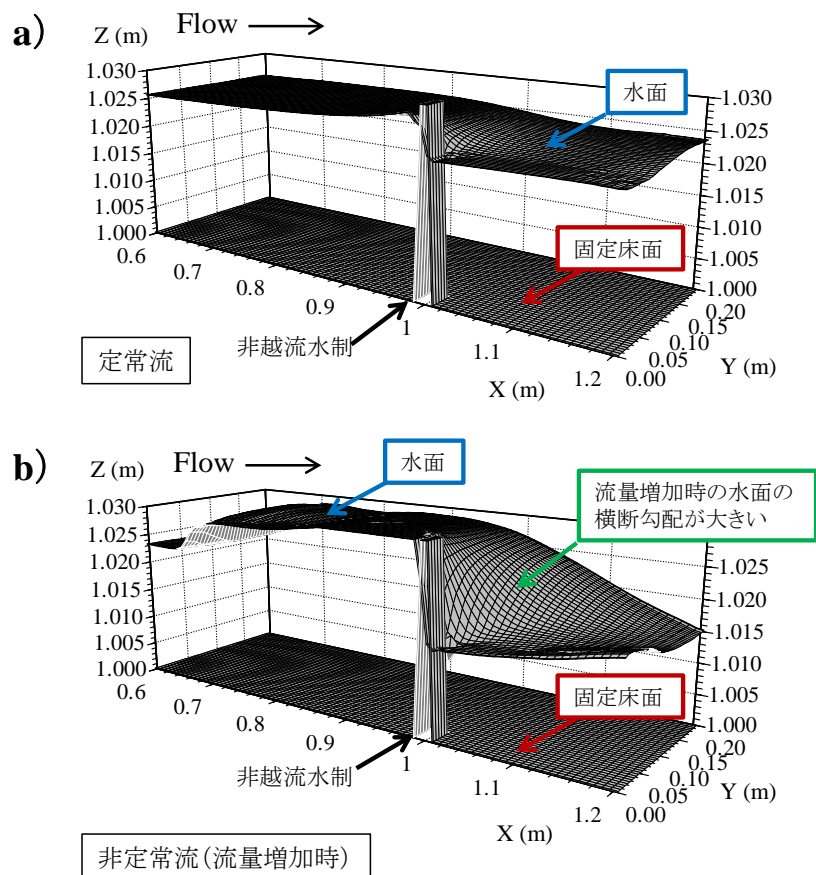 a)
Flow
Z (m)
1.030
1.025
1.020
1.015
1.010
1.005
1.000
0.6
0.7
0.8
0.9
1
1.1
1.2
X (m)
0.00
0.05
0.10
0.15
0.20
Y (m)
1.030
1.025
1.020
1.015
1.010
1.005
1.000
水面
固定床面
非越流水制
定常流
b)
Flow
Z (m)
1.030
1.025
1.020
1.015
1.010
1.005
1.000
0.6
0.7
0.8
0.9
1
1.1
1.2
X (m)
0.00
0.05
0.10
0.15
0.20
Y (m)
1.025
1.020
1.015
1.010
1.005
1.000
水面
流量増加時の水面の
横断勾配が大きい
固定床面
非越流水制
非定常流(流量増加時)